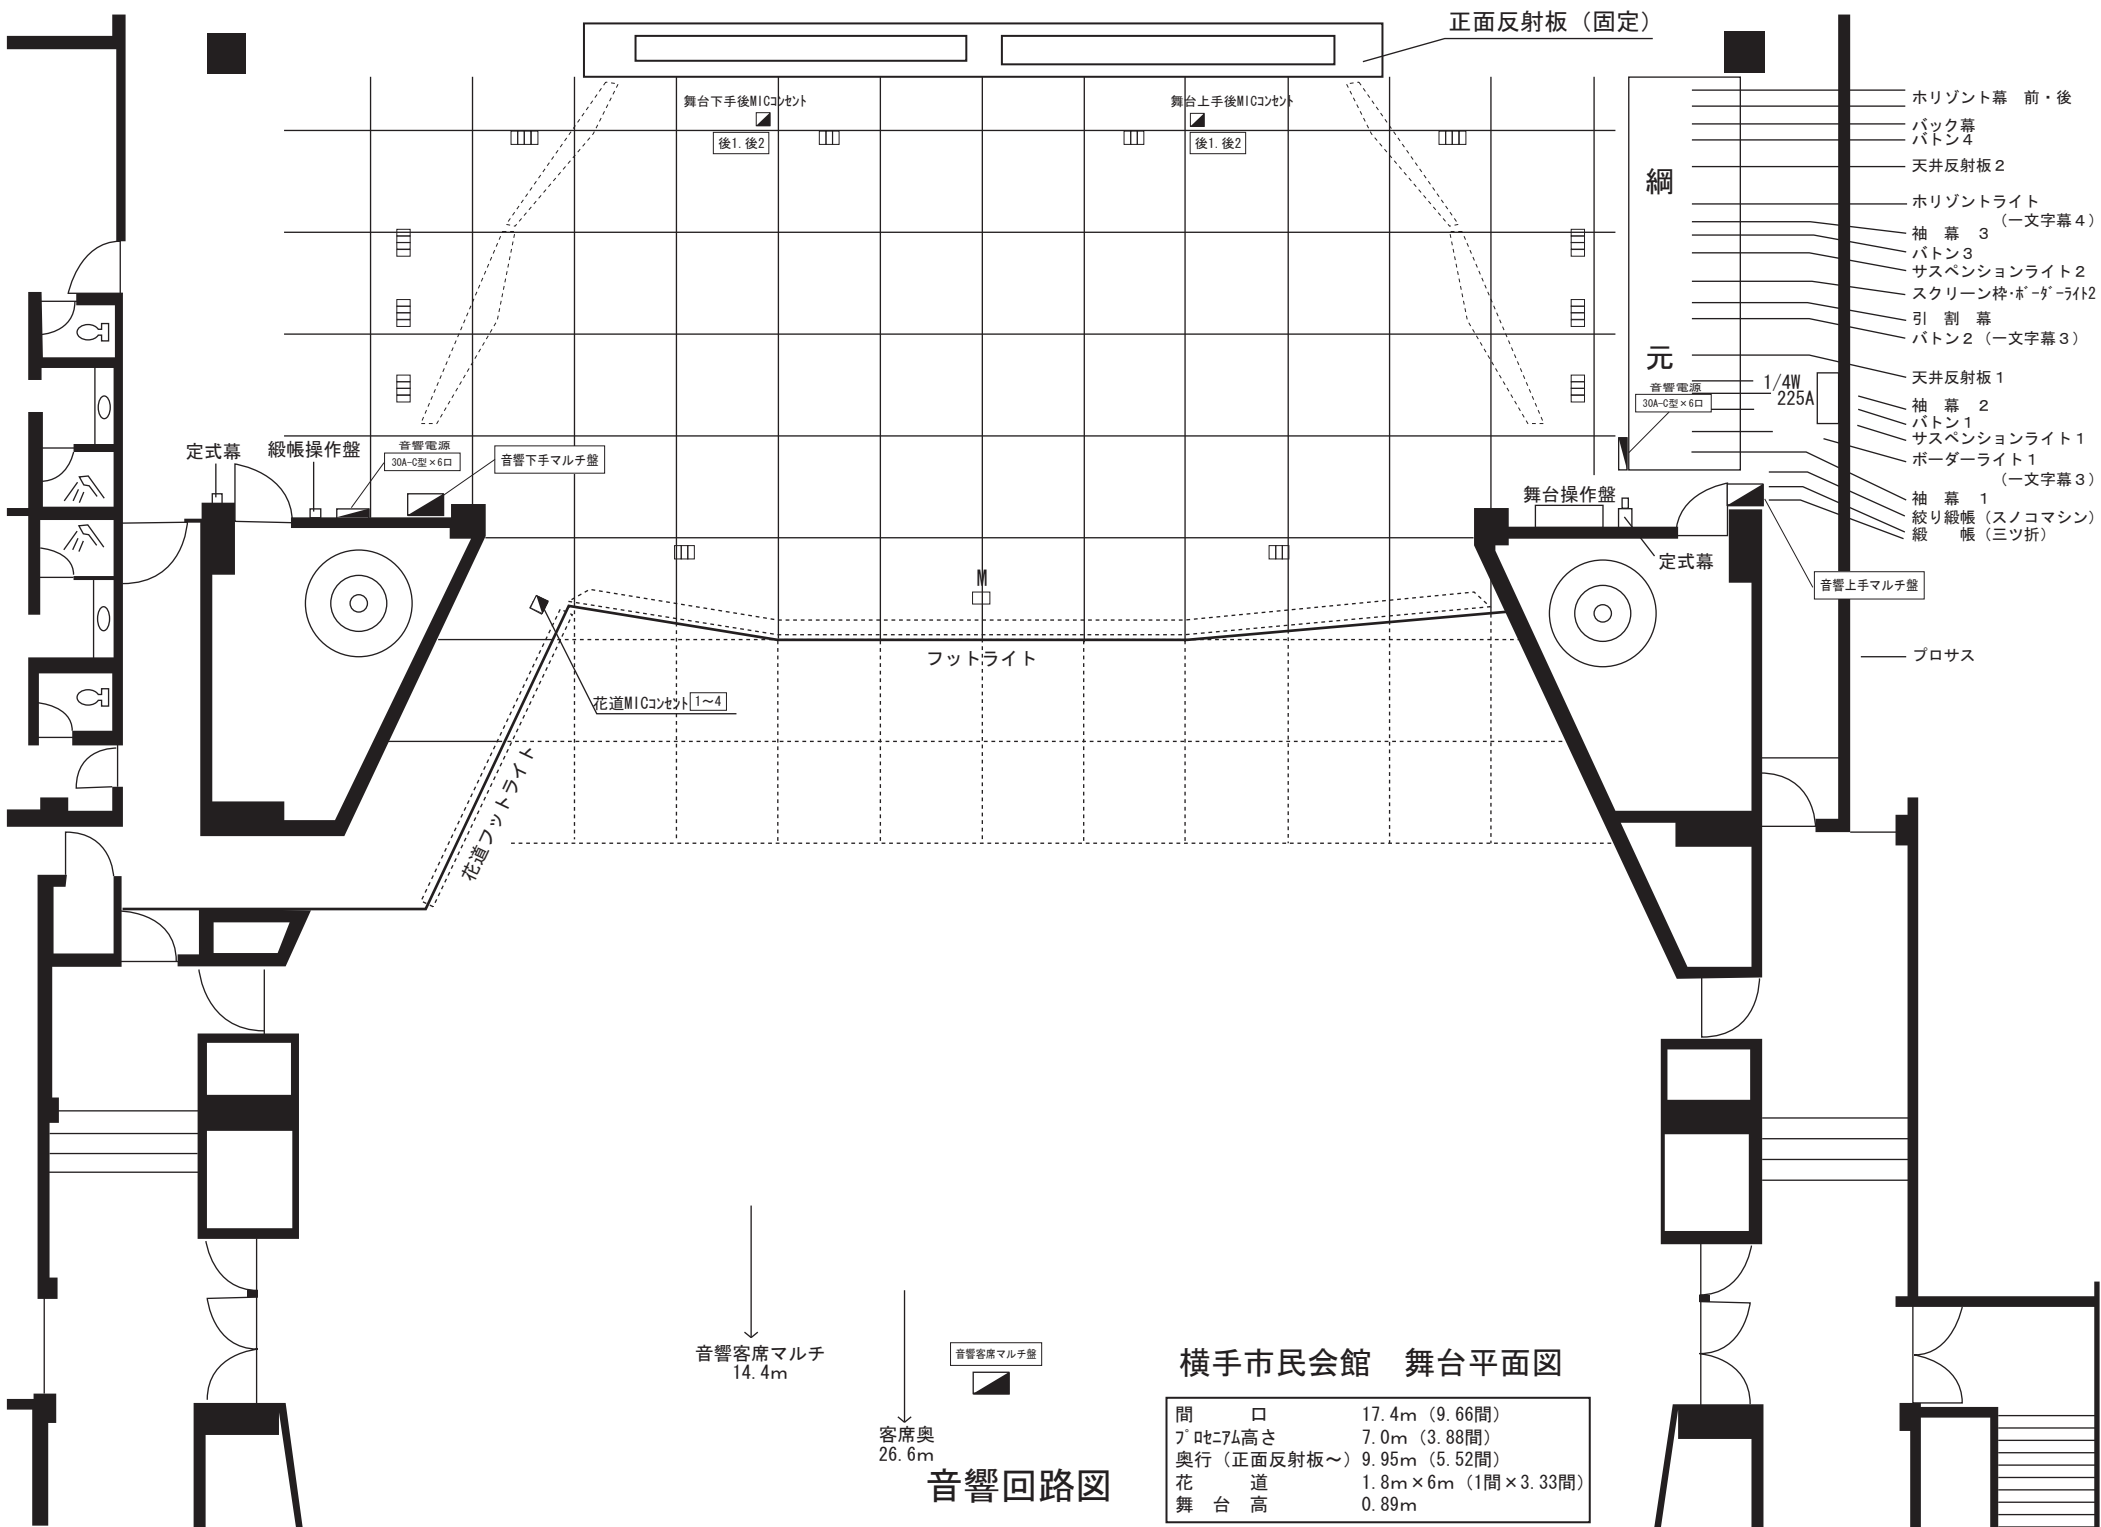 正面反射板（固定）
舞台下手後MICｺﾝｾﾝﾄ
後1.後2
舞台上手後MICｺﾝｾﾝﾄ
後1.後2
綱
元
ホリゾント幕　前・後
バック幕
バトン４
天井反射板２
ホリゾントライト
（一文字幕４）
袖　幕　３
バトン３
サスペンションライト２
スクリーン枠･ﾎﾞｰﾀﾞｰﾗｲﾄ2
引　割　幕
バトン２（一文字幕３）
天井反射板１
袖　幕　２
バトン１
サスペンションライト１
ボーダーライト１
（一文字幕３）
袖　幕　１
絞り緞帳（スノコマシン）
緞　　帳（三ツ折）
音響電源
30A-C型×6口
1/4W
225A
定式幕
緞帳操作盤
音響電源
30A-C型×6口
音響下手マルチ盤
舞台操作盤
定式幕
音響上手マルチ盤
プロサス
M
フットライト
花道MICｺﾝｾﾝﾄ 1～4
花道フットライト
音響客席マルチ
14.4m
客席奥
26.6m
音響客席マルチ盤
音響回路図
横手市民会館　舞台平面図
間　　口　17.4m（9.66間）
ﾌﾟﾛｾﾆｱﾑ高さ　7.0m（3.88間）
奥行（正面反射板～）9.95m（5.52間）
花　　道　1.8m×6m（1間×3.33間）
舞　台　高　0.89m